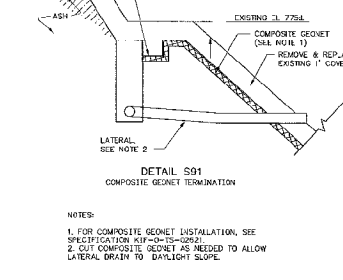 EXISTING EL 775±
ASH
COMPOSITE GEONET
(SEE NOTE 1)
REMOVE & REPL
EXISTING 1' COVE
LATERAL
SEE NOTE 2
DETAIL S91
COMPOSITE GEONET TERMINATION
NOTES:
1. FOR COMPOSITE GEONET INSTALLATION, SEE
SPECIFICATION KIF-0-TS-02621.
2. CUT COMPOSITE GEONET AS NEEDED TO ALLOW
LATERAL DRAIN TO DAYLIGHT SLOPE.